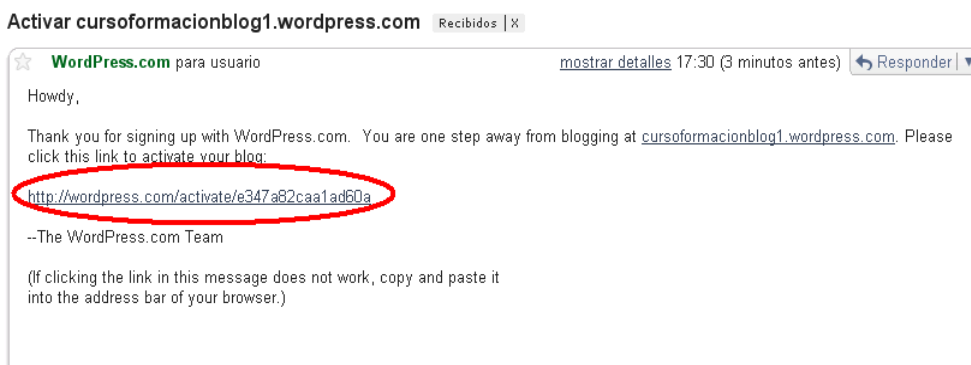 Activar cursoformacionblog1.wordpress.com Recibidos | X
WordPress.com para usuario mostrar detalles 17:30 (3 minutos antes) Responder
Howdy,
Thank you for signing up with WordPress.com. You are one step away from blogging at cursoformacionblog1.wordpress.com. Please
click this link to activate your blog:
http://wordpress.com/activate/e347a82caa1ad60a
--The WordPress.com Team
(If clicking the link in this message does not work, copy and paste it
into the address bar of your browser.)